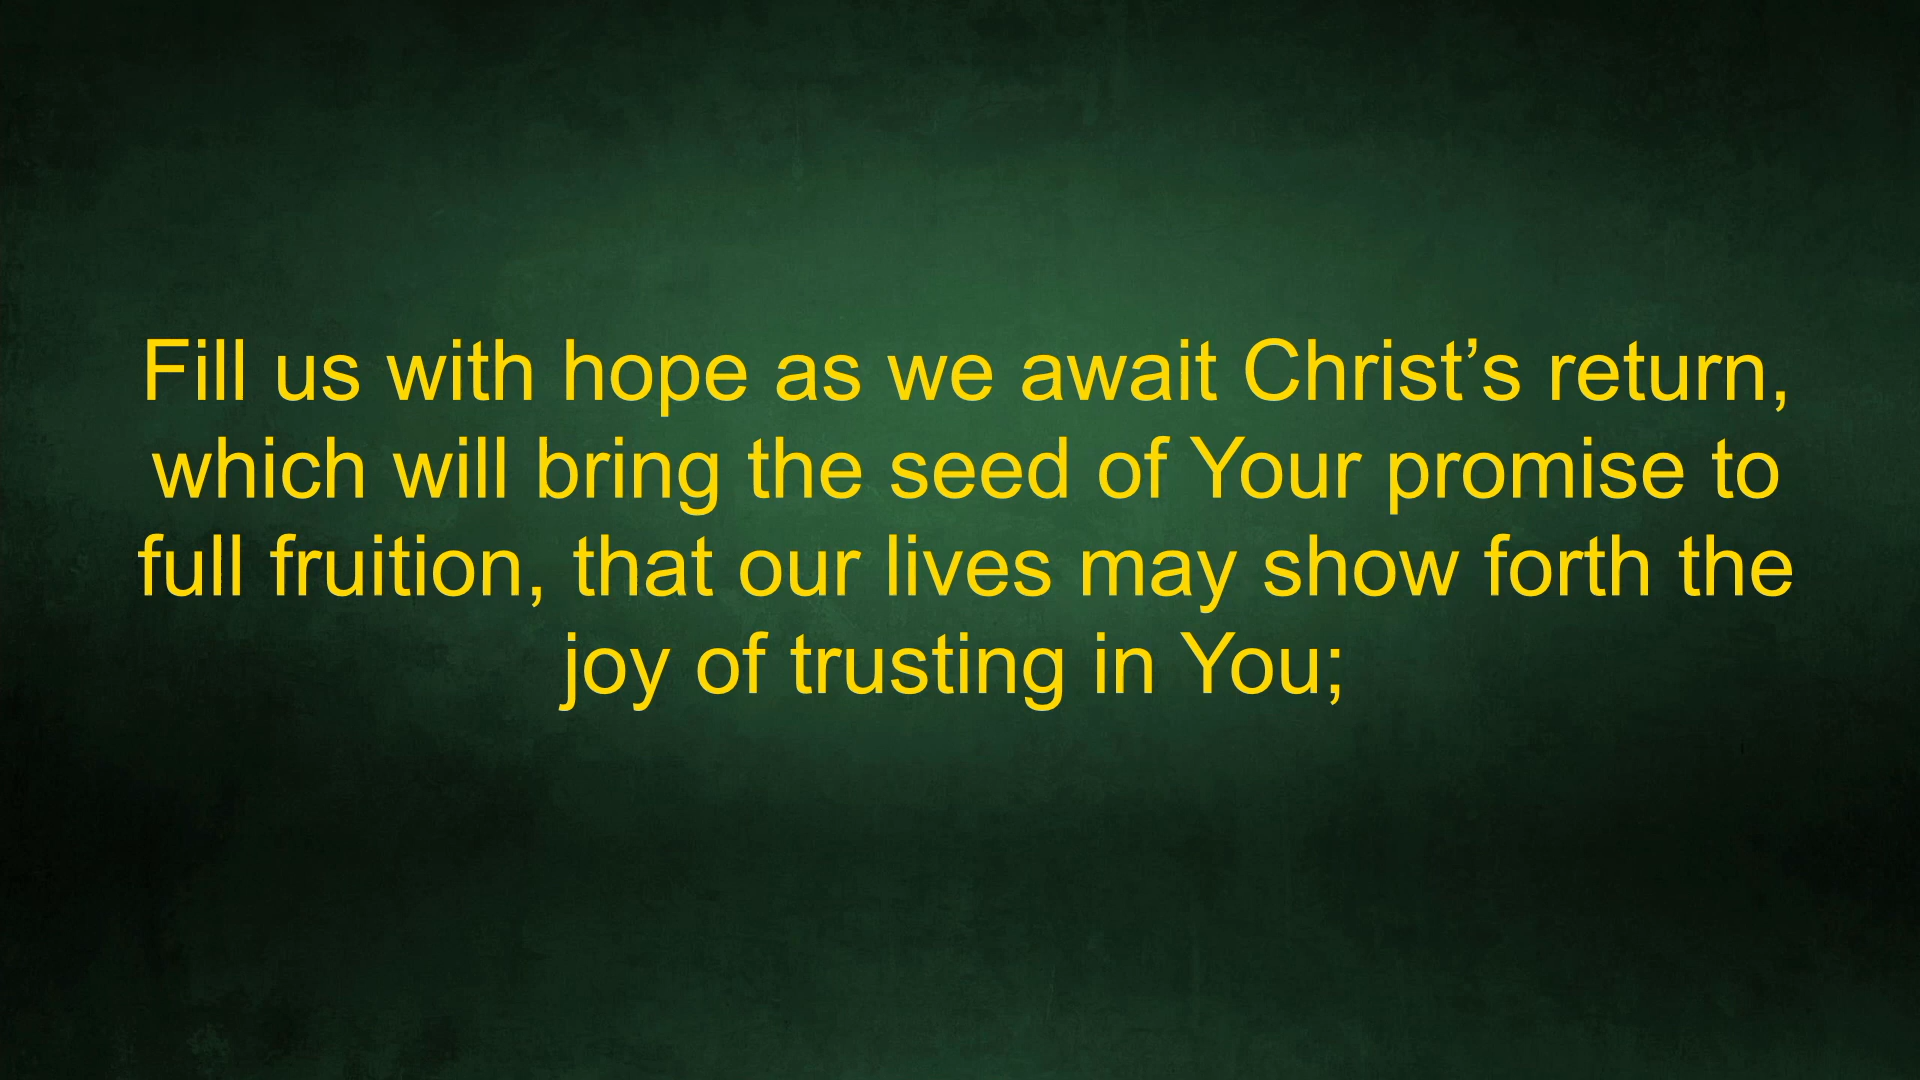 Fill us with hope as we await Christ’s return,
which will bring the seed of Your promise to
full fruition, that our lives may show forth the
joy of trusting in You;